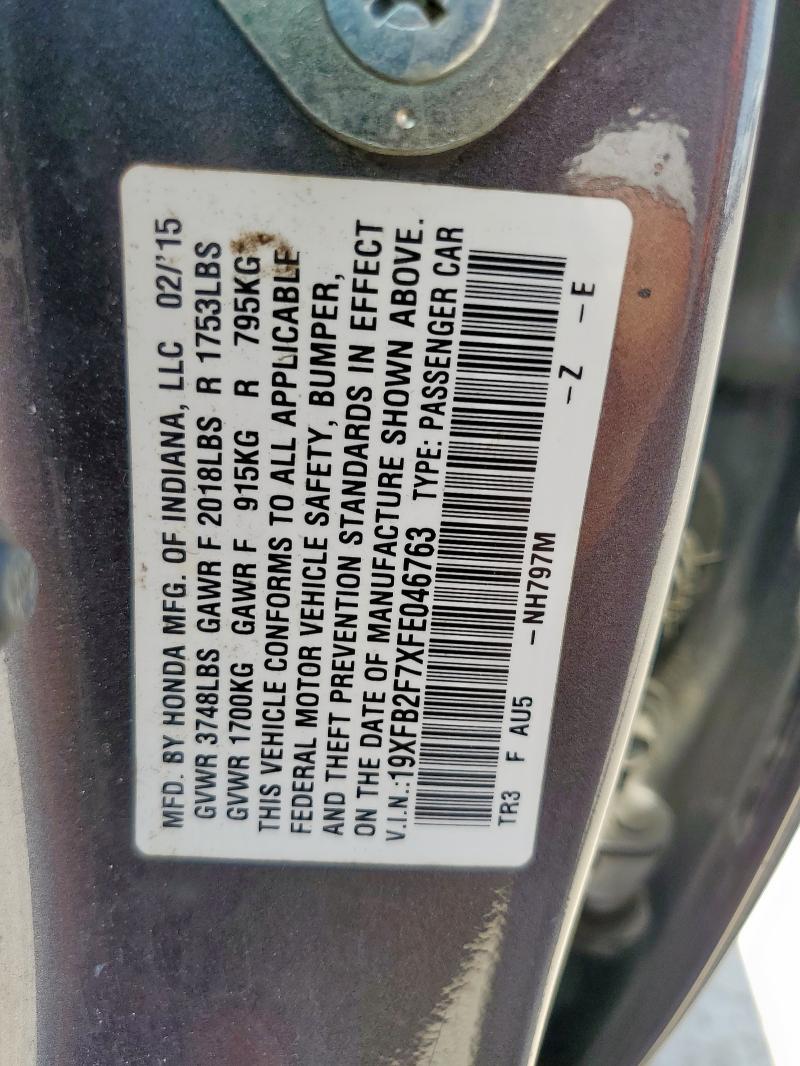 MFD. BY HONDA MFG. OF INDIANA, LLC 02/'15
GVWR 3748LBS GAWR F 2018LBS R 1753LBS
GVWR 1700KG GAWR F 915KG R 795KG
THIS VEHICLE CONFORMS TO ALL APPLICABLE
FEDERAL MOTOR VEHICLE SAFETY, BUMPER,
AND THEFT PREVENTION STANDARDS IN EFFECT
ON THE DATE OF MANUFACTURE SHOWN ABOVE.
V.I.N.:19XFB2F7XFE046763 TYPE: PASSENGER CAR
TR3 F AU5 -NH797M -Z -E